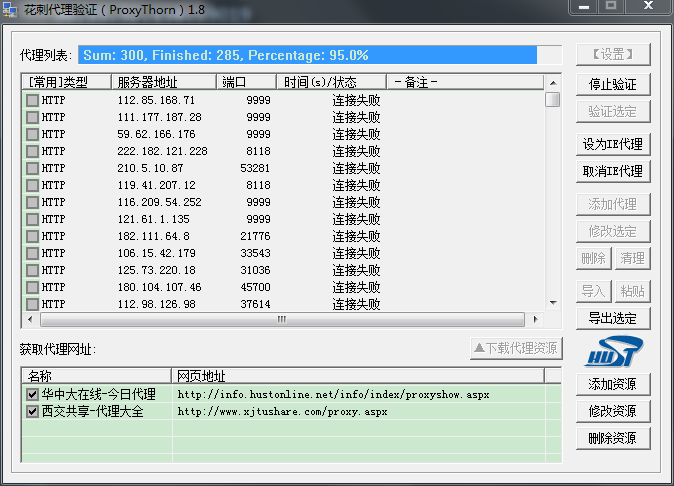 花刺代理验证（ProxyThorn）1.8
代理列表: Sum: 300, Finished: 285, Percentage: 95.0% 【设置】
[常用]类型 服务器地址 端口 时间(s)/状态 -备注- 停止验证
HTTP 112.85.168.71 9999 连接失败 验证选定
HTTP 111.177.187.28 9999 连接失败
HTTP 59.62.166.176 9999 连接失败 设为IE代理
HTTP 222.182.121.228 8118 连接失败
HTTP 210.5.10.87 53281 连接失败 取消IE代理
HTTP 119.41.207.12 8118 连接失败
HTTP 116.209.54.252 9999 连接失败 添加代理
HTTP 121.61.1.135 9999 连接失败
HTTP 182.111.64.8 21776 连接失败 修改选定
HTTP 106.15.42.179 33543 连接失败 删除 清理
HTTP 125.73.220.18 31036 连接失败
HTTP 180.104.107.46 45700 连接失败 导入 粘贴
HTTP 112.98.126.98 37614 连接失败
导出选定
获取代理网址: ▲下载代理资源
HUST
名称 网页地址
华中大在线-今日代理 http://info.hustonline.net/info/index/proxyshow.aspx 添加资源
西交共享-代理大全 http://www.xjtushare.com/proxy.aspx 修改资源
删除资源